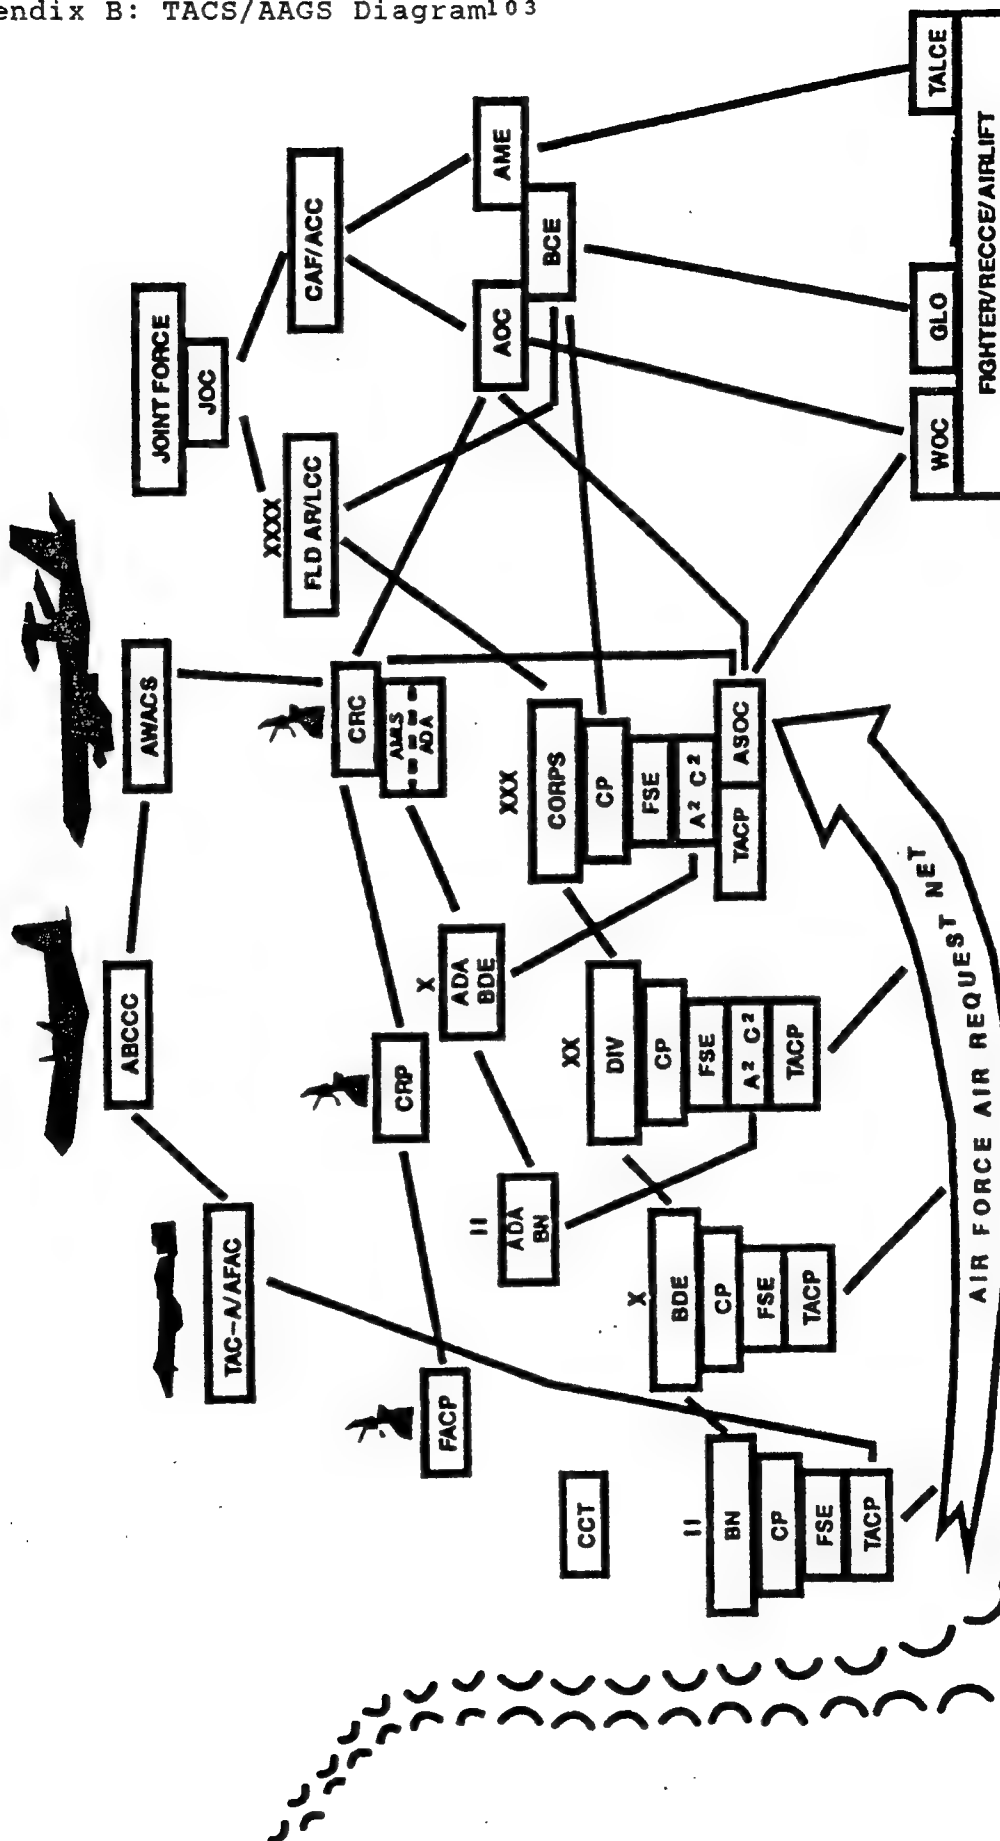 endix B: TACS/AAGS Diagram103
JOINT FORCE
JOC
XXXX
FLD AR/LCC
CAF/ACC
AOC
AME
BCE
WOC
GLO
TALCE
FIGHTER/RECCE/AIRLIFT
AWACS
ABCCC
TAC-A/AFAC
CRC
AMLS
ADA
CRP
FACP
X
ADA
BDE
II
ADA
BN
CCT
XXX
CORPS
CP
FSE
A² C²
TACP
ASOC
XX
DIV
CP
FSE
A² C²
TACP
X
BDE
CP
FSE
TACP
II
BN
CP
FSE
TACP
AIR FORCE AIR REQUEST NET